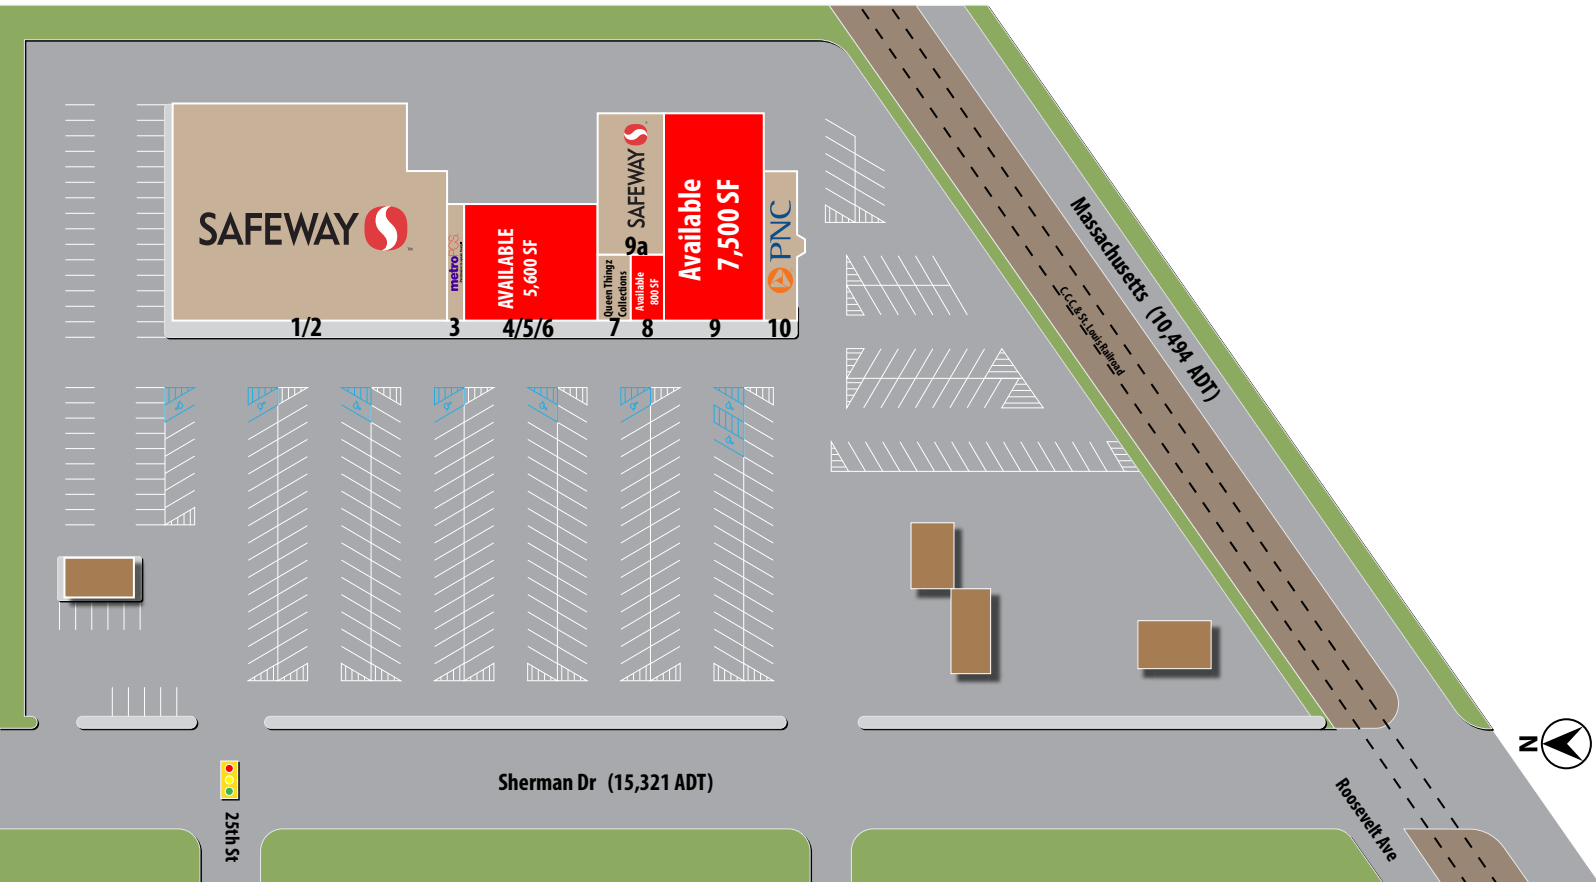 SAFEWAY
metroPCS.
AVAILABLE
5,600 SF
SAFEWAY
9a
Queen Thingz
Collections
Available
800 SF
Available
7,500 SF
PNC
1/2
3
4/5/6
7
8
9
10
Massachusetts (10,494 ADT)
C.C.C. & St. Louis Railroad
Sherman Dr (15,321 ADT)
25th St
Roosevelt Ave
N